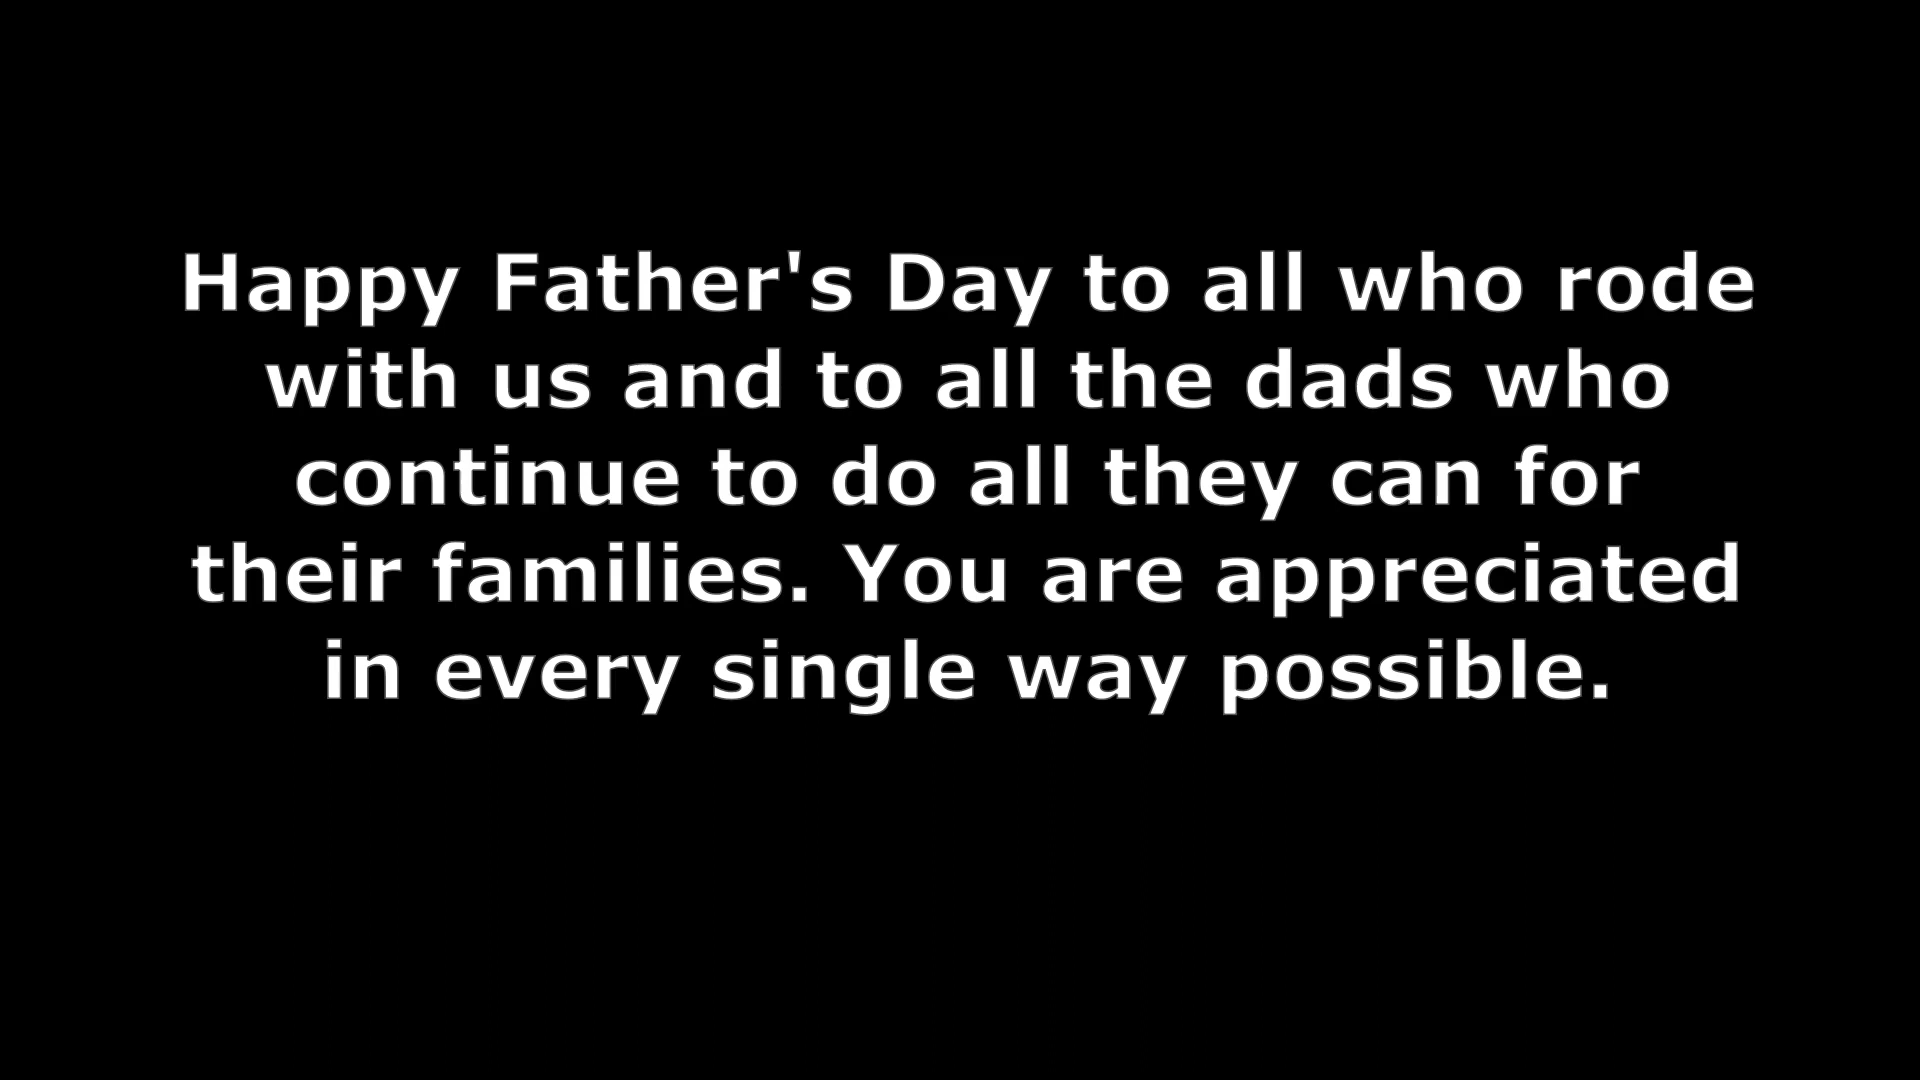 Happy Father's Day to all who rode
with us and to all the dads who
continue to do all they can for
their families. You are appreciated
in every single way possible.